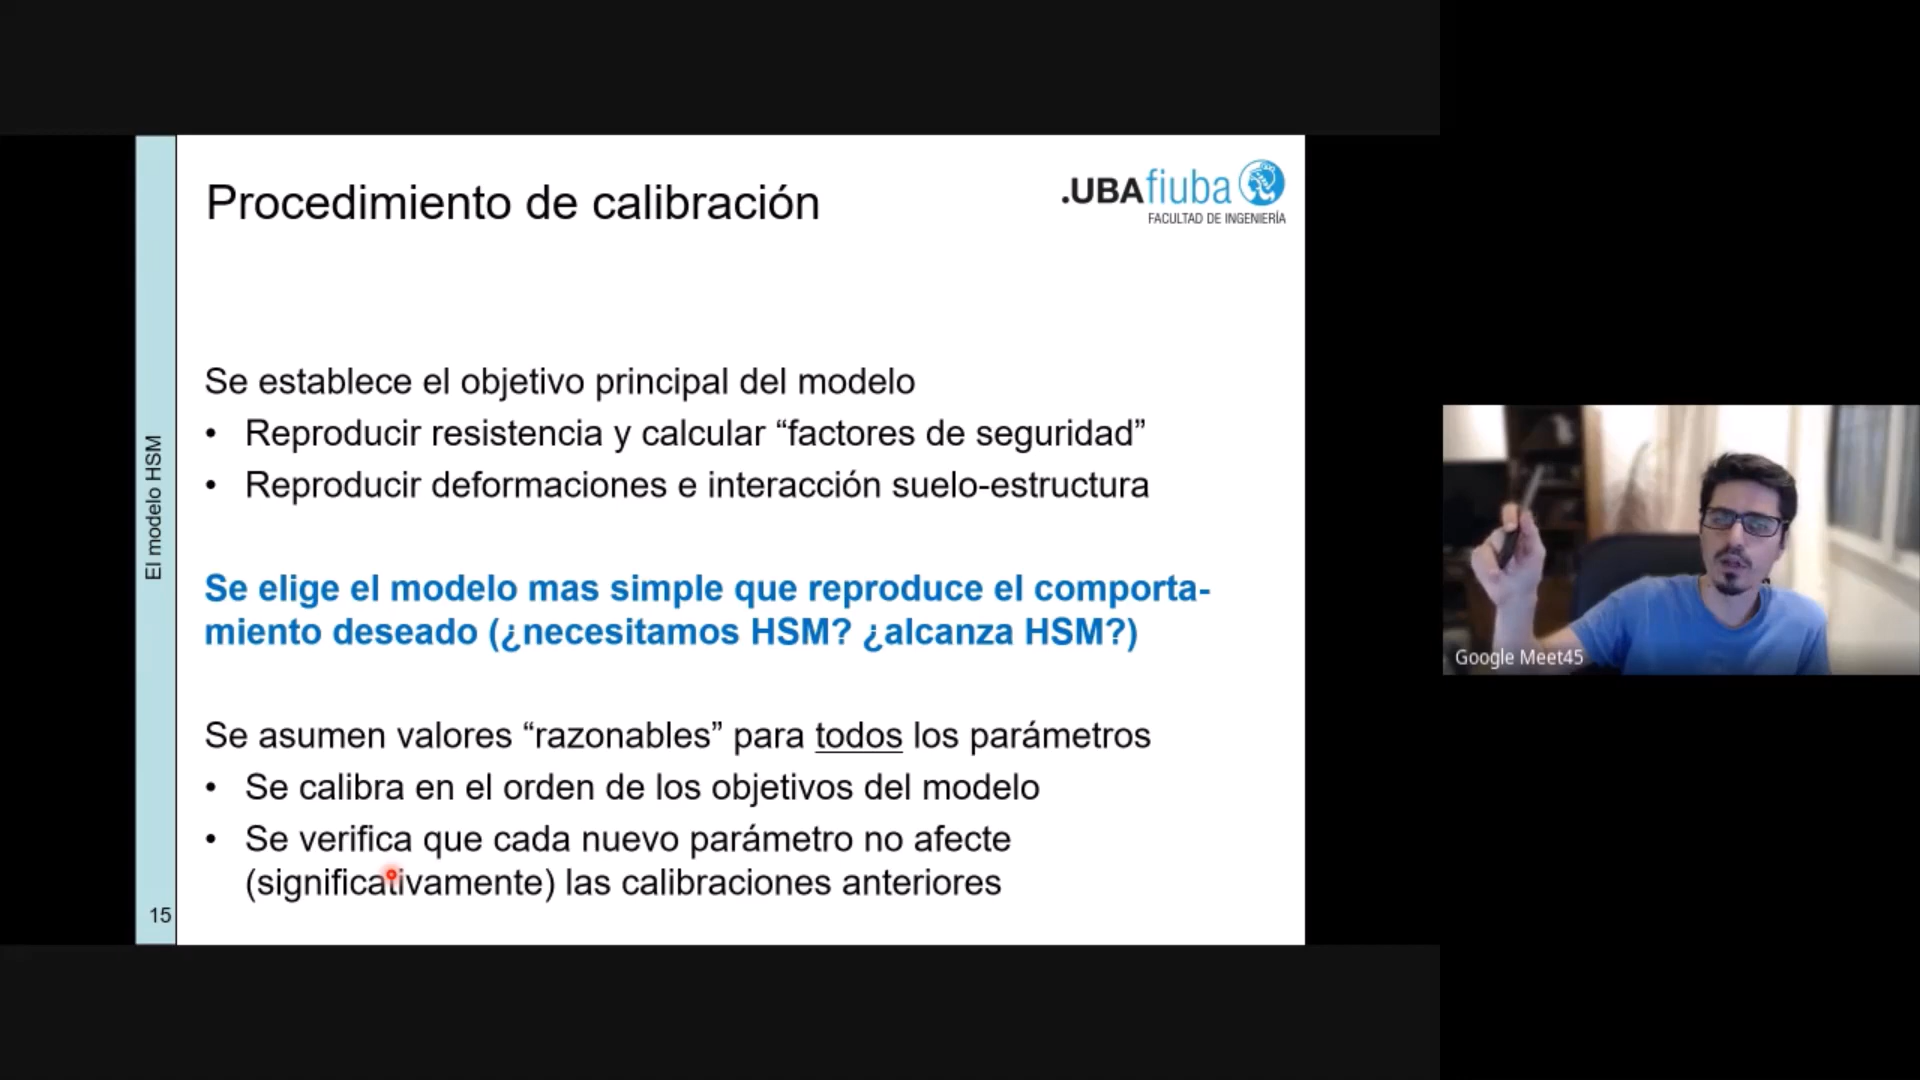 Procedimiento de calibración
.UBAfiuba
FACULTAD DE INGENIERÍA
Se establece el objetivo principal del modelo
• Reproducir resistencia y calcular “factores de seguridad”
• Reproducir deformaciones e interacción suelo-estructura
Se elige el modelo mas simple que reproduce el comporta-
miento deseado (¿necesitamos HSM? ¿alcanza HSM?)
Se asumen valores “razonables” para todos los parámetros
• Se calibra en el orden de los objetivos del modelo
• Se verifica que cada nuevo parámetro no afecte
(significativamente) las calibraciones anteriores
El modelo HSM
15
Google Meet45